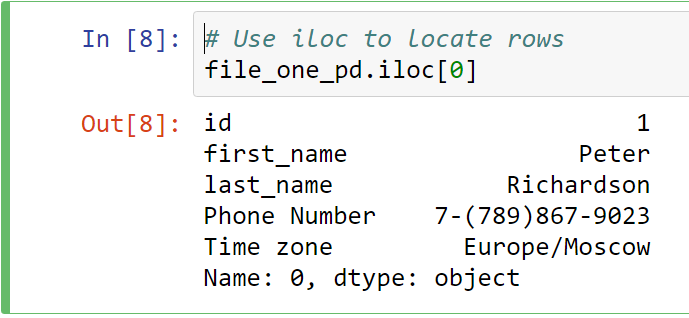 In [8]: # Use iloc to locate rows
file_one_pd.iloc[0]
Out[8]: id 1
first_name Peter
last_name Richardson
Phone Number 7-(789)867-9023
Time zone Europe/Moscow
Name: 0, dtype: object